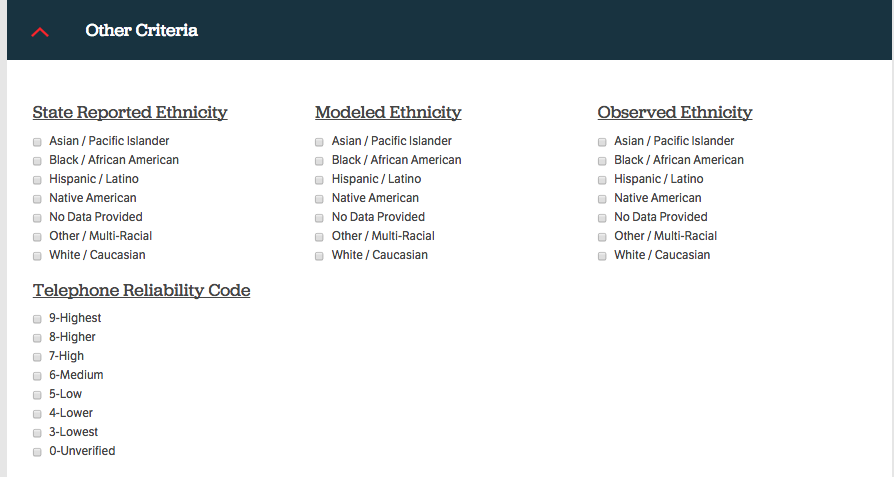 Other Criteria
State Reported Ethnicity
Asian / Pacific Islander
Black / African American
Hispanic / Latino
Native American
No Data Provided
Other / Multi-Racial
White / Caucasian
Modeled Ethnicity
Asian / Pacific Islander
Black / African American
Hispanic / Latino
Native American
No Data Provided
Other / Multi-Racial
White / Caucasian
Observed Ethnicity
Asian / Pacific Islander
Black / African American
Hispanic / Latino
Native American
No Data Provided
Other / Multi-Racial
White / Caucasian
Telephone Reliability Code
9-Highest
8-Higher
7-High
6-Medium
5-Low
4-Lower
3-Lowest
0-Unverified